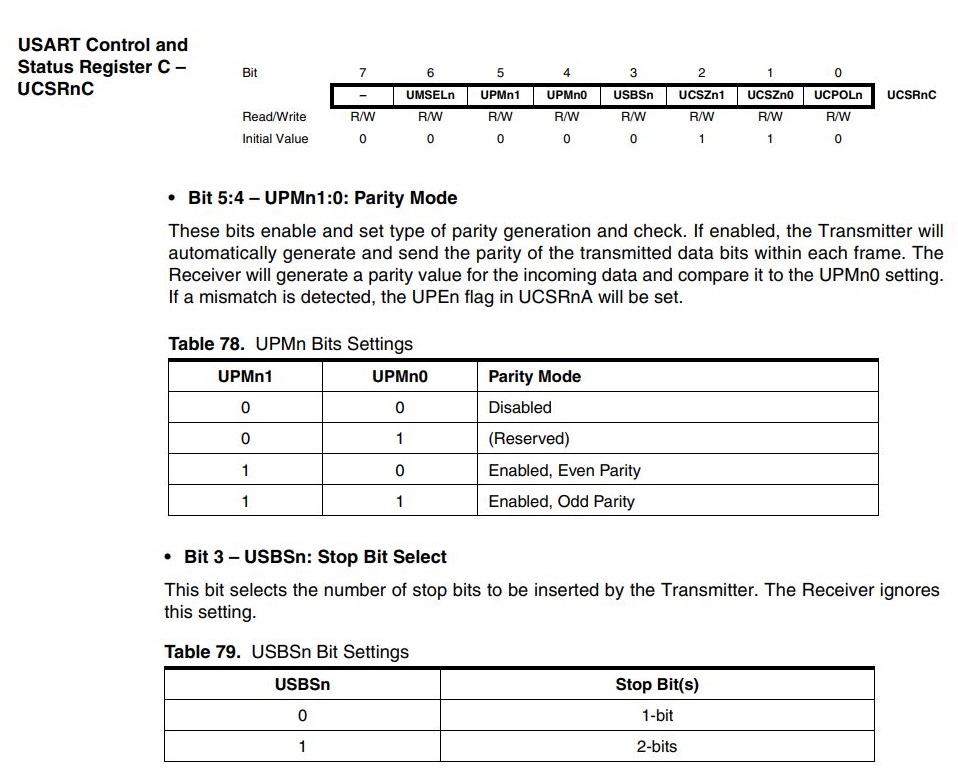 USART Control and
Status Register C –
UCSRnC
Bit 7 6 5 4 3 2 1 0
– UMSELn UPMn1 UPMn0 USBSn UCSZn1 UCSZn0 UCPOLn UCSRnC
Read/Write R/W R/W R/W R/W R/W R/W R/W R/W
Initial Value 0 0 0 0 0 1 1 0
• Bit 5:4 – UPMn1:0: Parity Mode
These bits enable and set type of parity generation and check. If enabled, the Transmitter will
automatically generate and send the parity of the transmitted data bits within each frame. The
Receiver will generate a parity value for the incoming data and compare it to the UPMn0 setting.
If a mismatch is detected, the UPEn flag in UCSRnA will be set.
Table 78. UPMn Bits Settings
UPMn1 UPMn0 Parity Mode
0 0 Disabled
0 1 (Reserved)
1 0 Enabled, Even Parity
1 1 Enabled, Odd Parity
• Bit 3 – USBSn: Stop Bit Select
This bit selects the number of stop bits to be inserted by the Transmitter. The Receiver ignores
this setting.
Table 79. USBSn Bit Settings
USBSn Stop Bit(s)
0 1-bit
1 2-bits